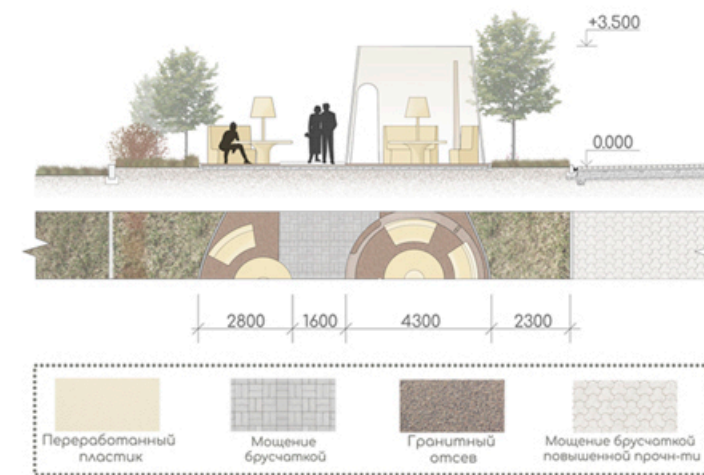 +3.500
0.000
2800 1600 4300 2300
Переработанный
пластик
Мощение
брусчаткой
Гранитный
отсев
Мощение брусчаткой
повышенной прочн-ти